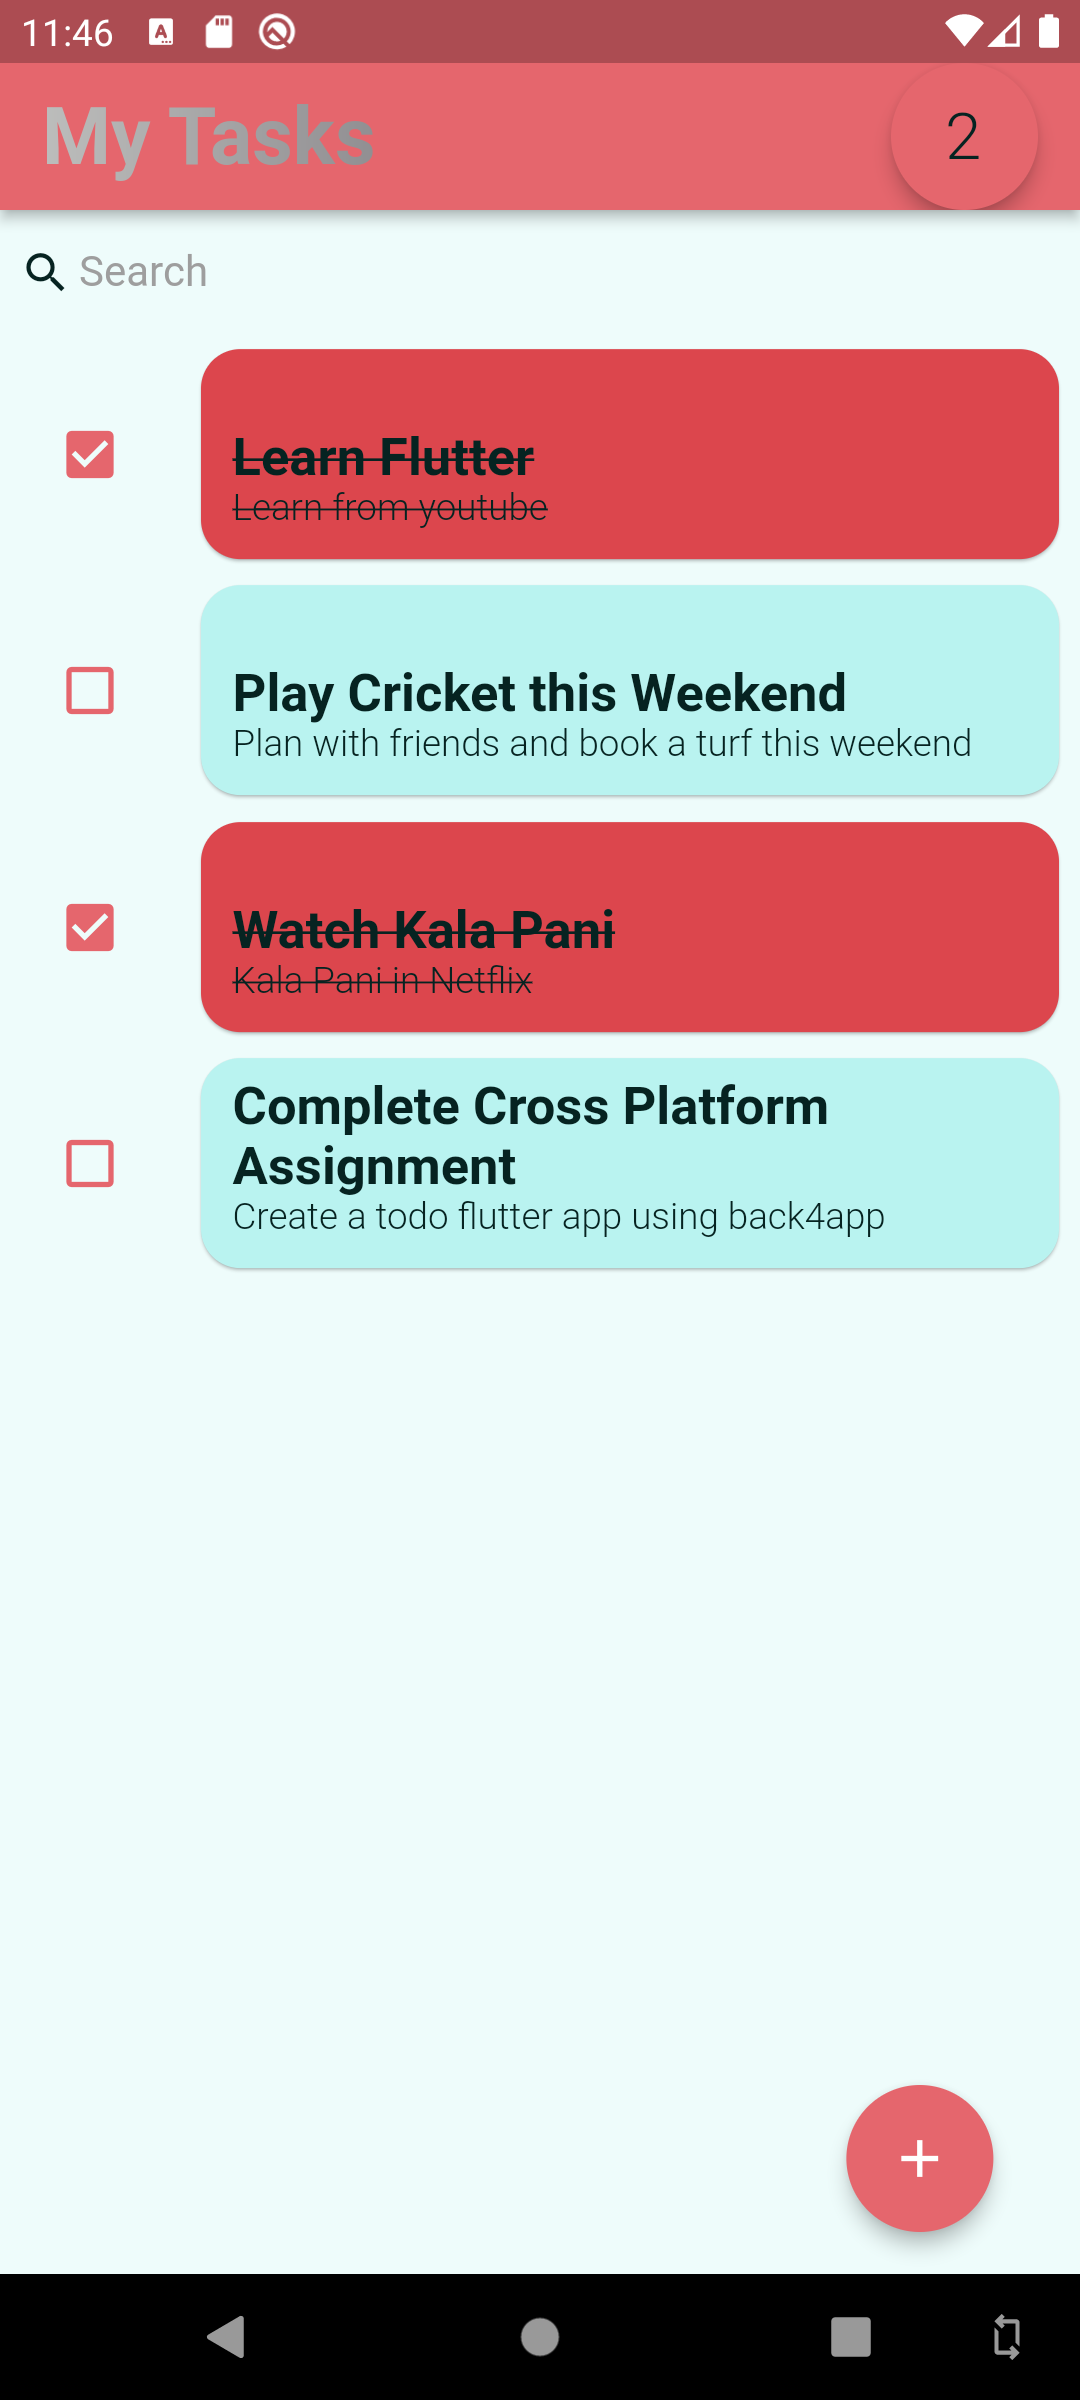 11:46
My Tasks
2
Search
Learn Flutter
Learn from youtube
Play Cricket this Weekend
Plan with friends and book a turf this weekend
Watch Kala Pani
Kala Pani in Netflix
Complete Cross Platform
Assignment
Create a todo flutter app using back4app